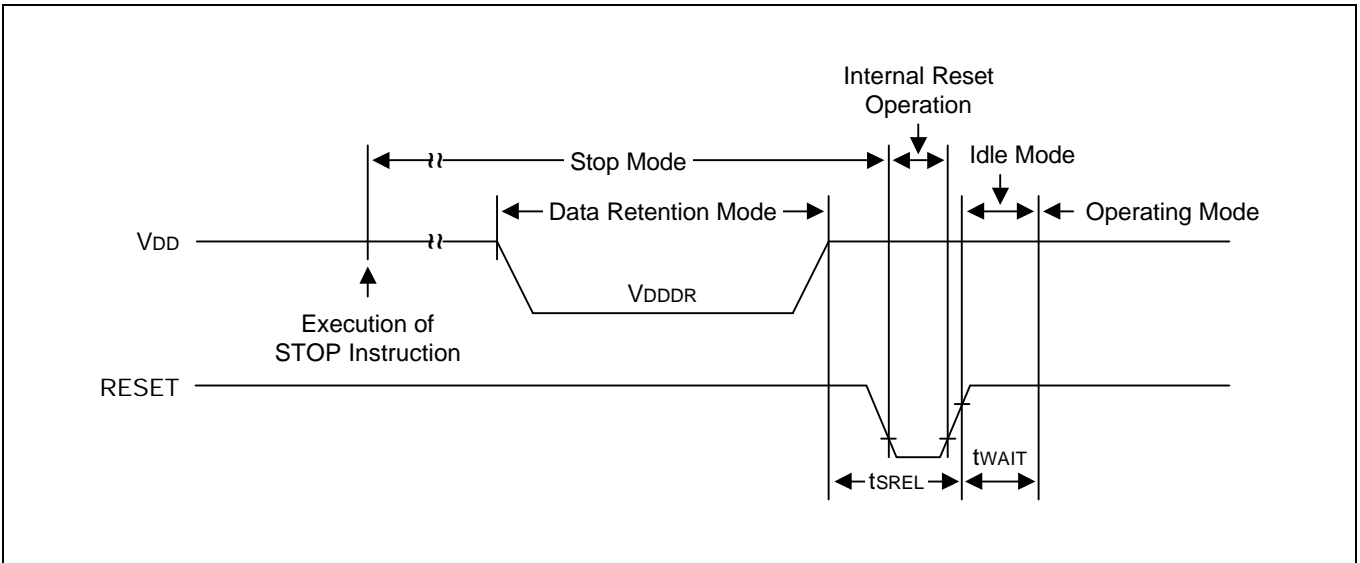 Internal Reset
Operation
Stop Mode
Idle Mode
Data Retention Mode
Operating Mode
VDD
VDDDR
Execution of
STOP Instruction
RESET
tSREL
tWAIT